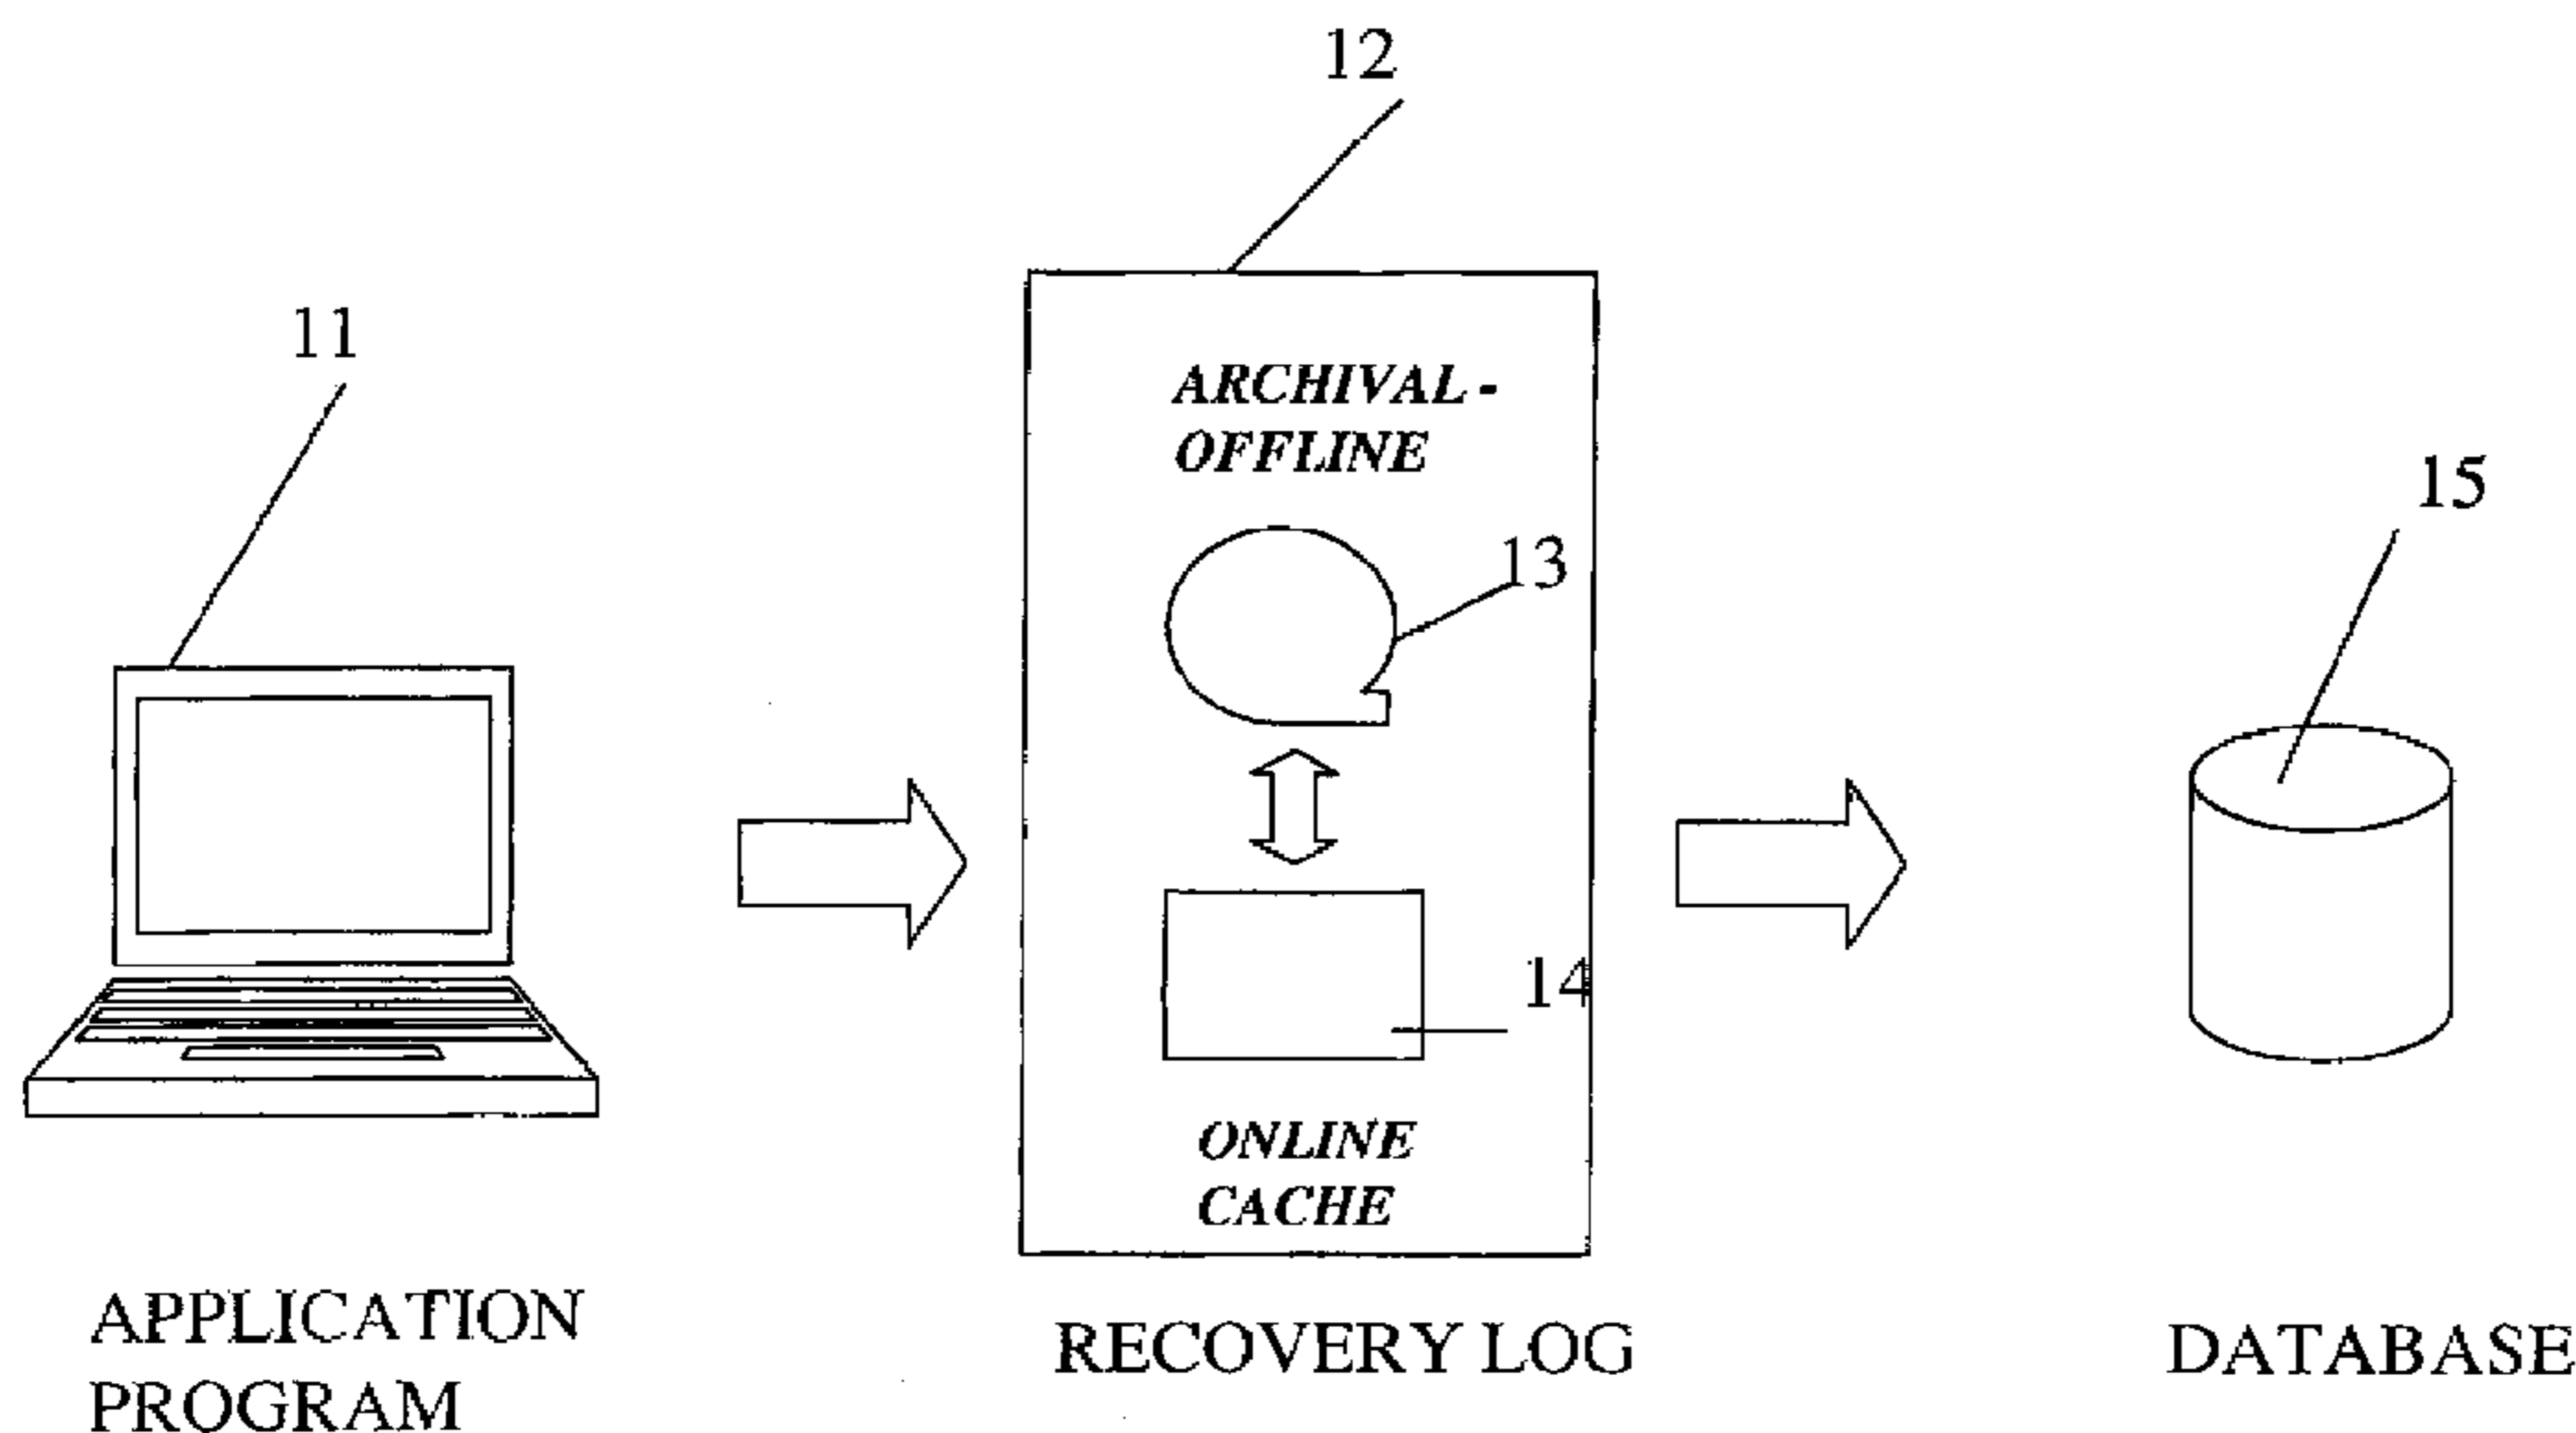 12
11
ARCHIVAL -
OFFLINE
15
13
14
ONLINE
CACHE
APPLICATION
PROGRAM
RECOVERY LOG
DATABASE